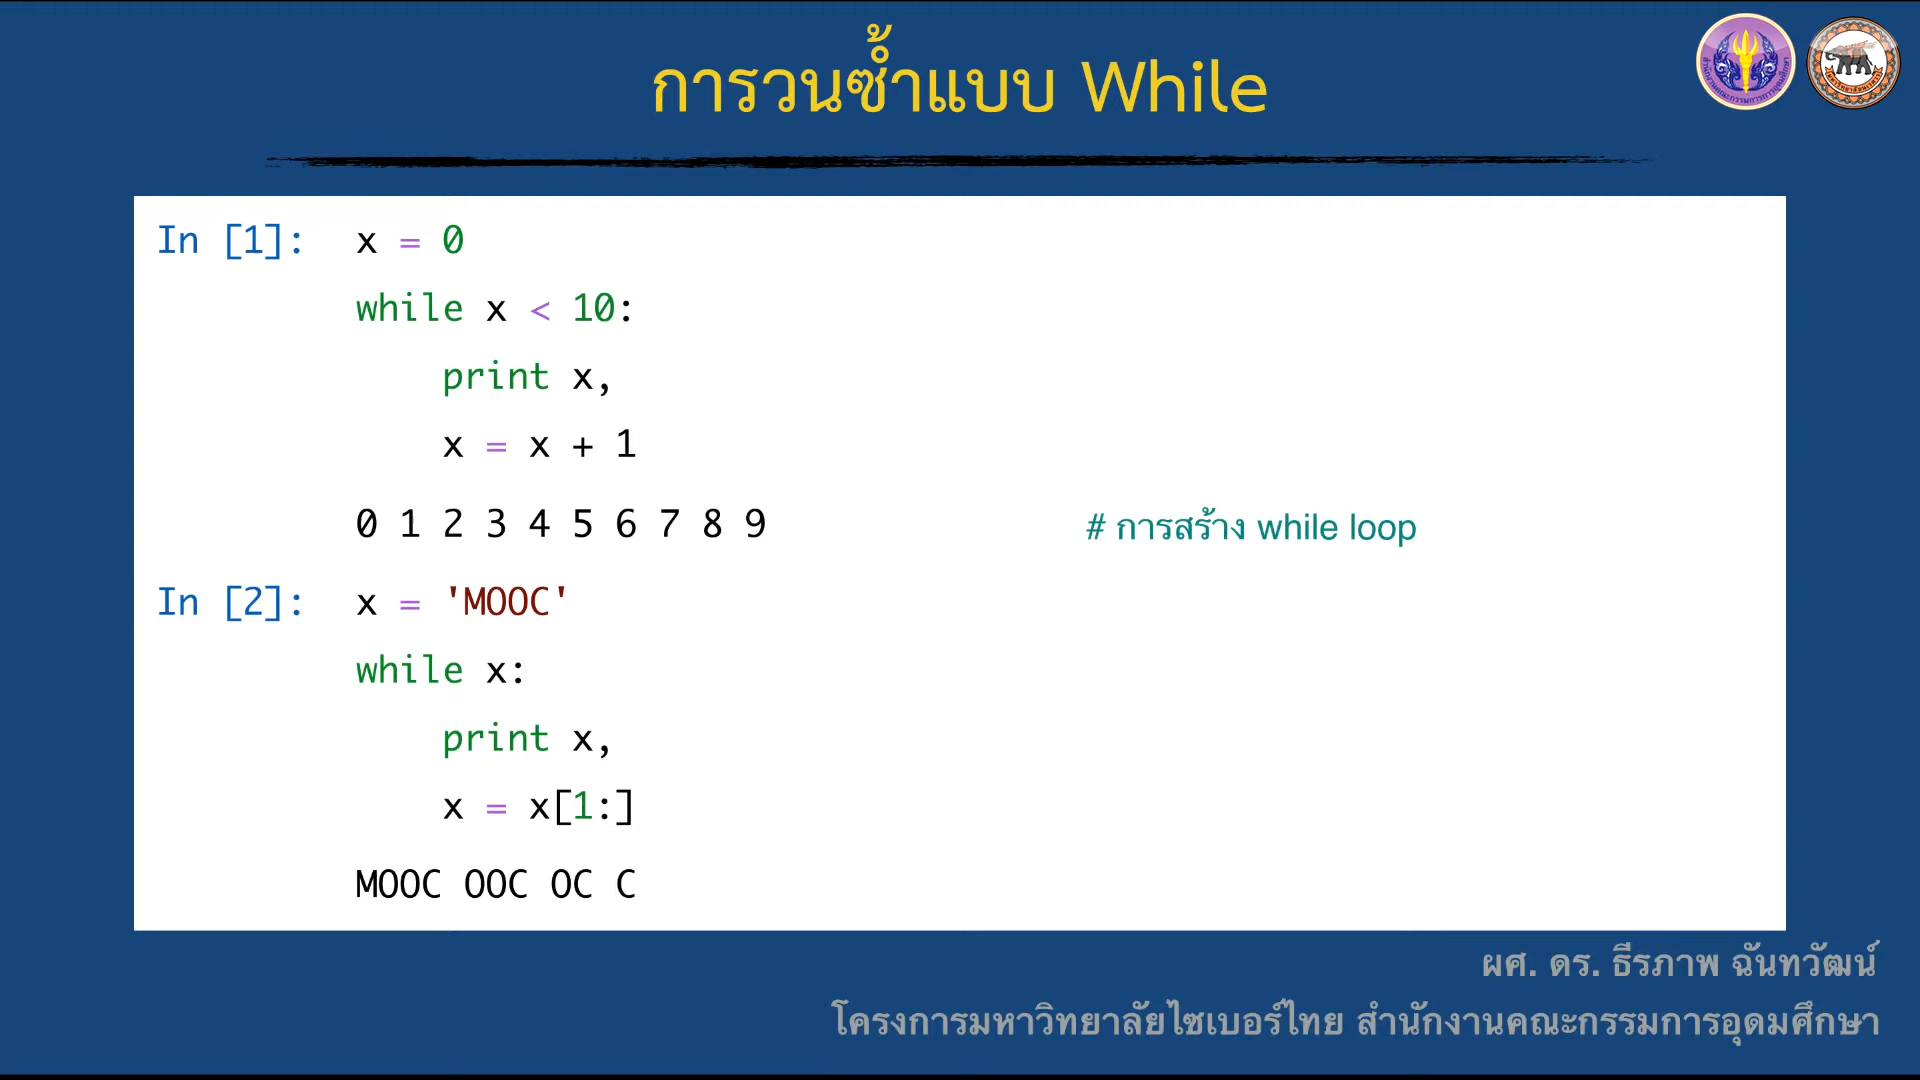 การวนซ้ำแบบ While
In [1]: x = 0
while x < 10:
print x,
x = x + 1
0 1 2 3 4 5 6 7 8 9 # การสร้าง while loop
In [2]: x = 'MOOC'
while x:
print x,
x = x[1:]
MOOC OOC OC C
ผศ. ดร. ธีรภาพ ฉันทวัฒน์
โครงการมหาวิทยาลัยไซเบอร์ไทย สำนักงานคณะกรรมการอุดมศึกษา